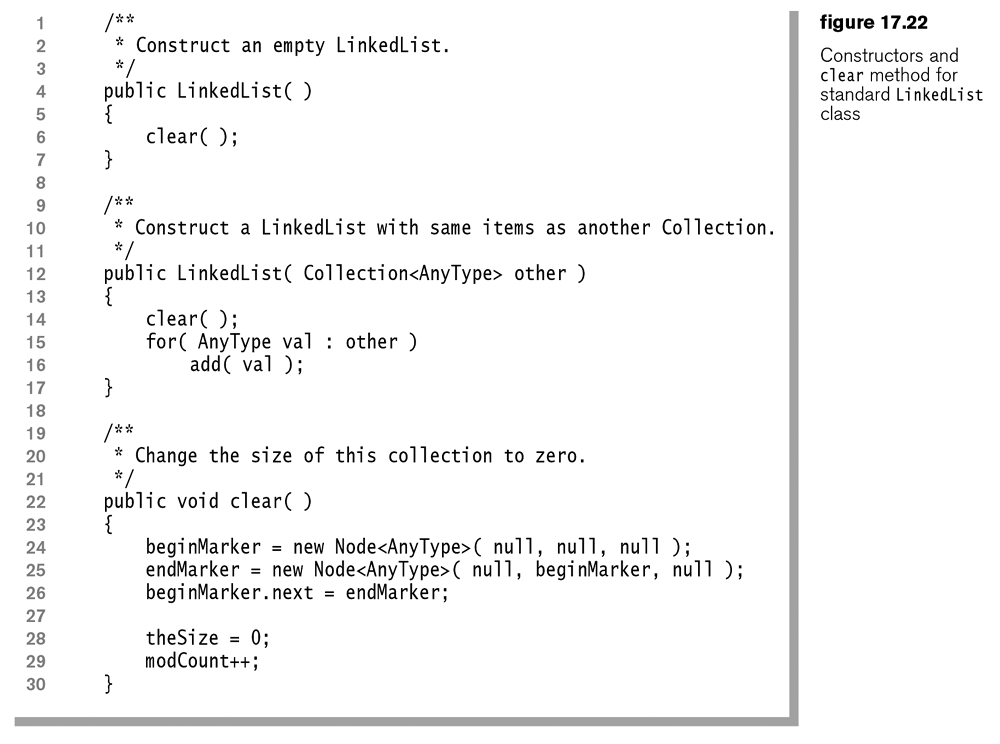 1 /**
2 * Construct an empty LinkedList.
3 */
4 public LinkedList( )
5 {
6 clear( );
7 }
8
9 /**
10 * Construct a LinkedList with same items as another Collection.
11 */
12 public LinkedList( Collection<AnyType> other )
13 {
14 clear( );
15 for( AnyType val : other )
16 add( val );
17 }
18
19 /**
20 * Change the size of this collection to zero.
21 */
22 public void clear( )
23 {
24 beginMarker = new Node<AnyType>( null, null, null );
25 endMarker = new Node<AnyType>( null, beginMarker, null );
26 beginMarker.next = endMarker;
27
28 theSize = 0;
29 modCount++;
30 }
figure 17.22
Constructors and
clear method for
standard LinkedList
class